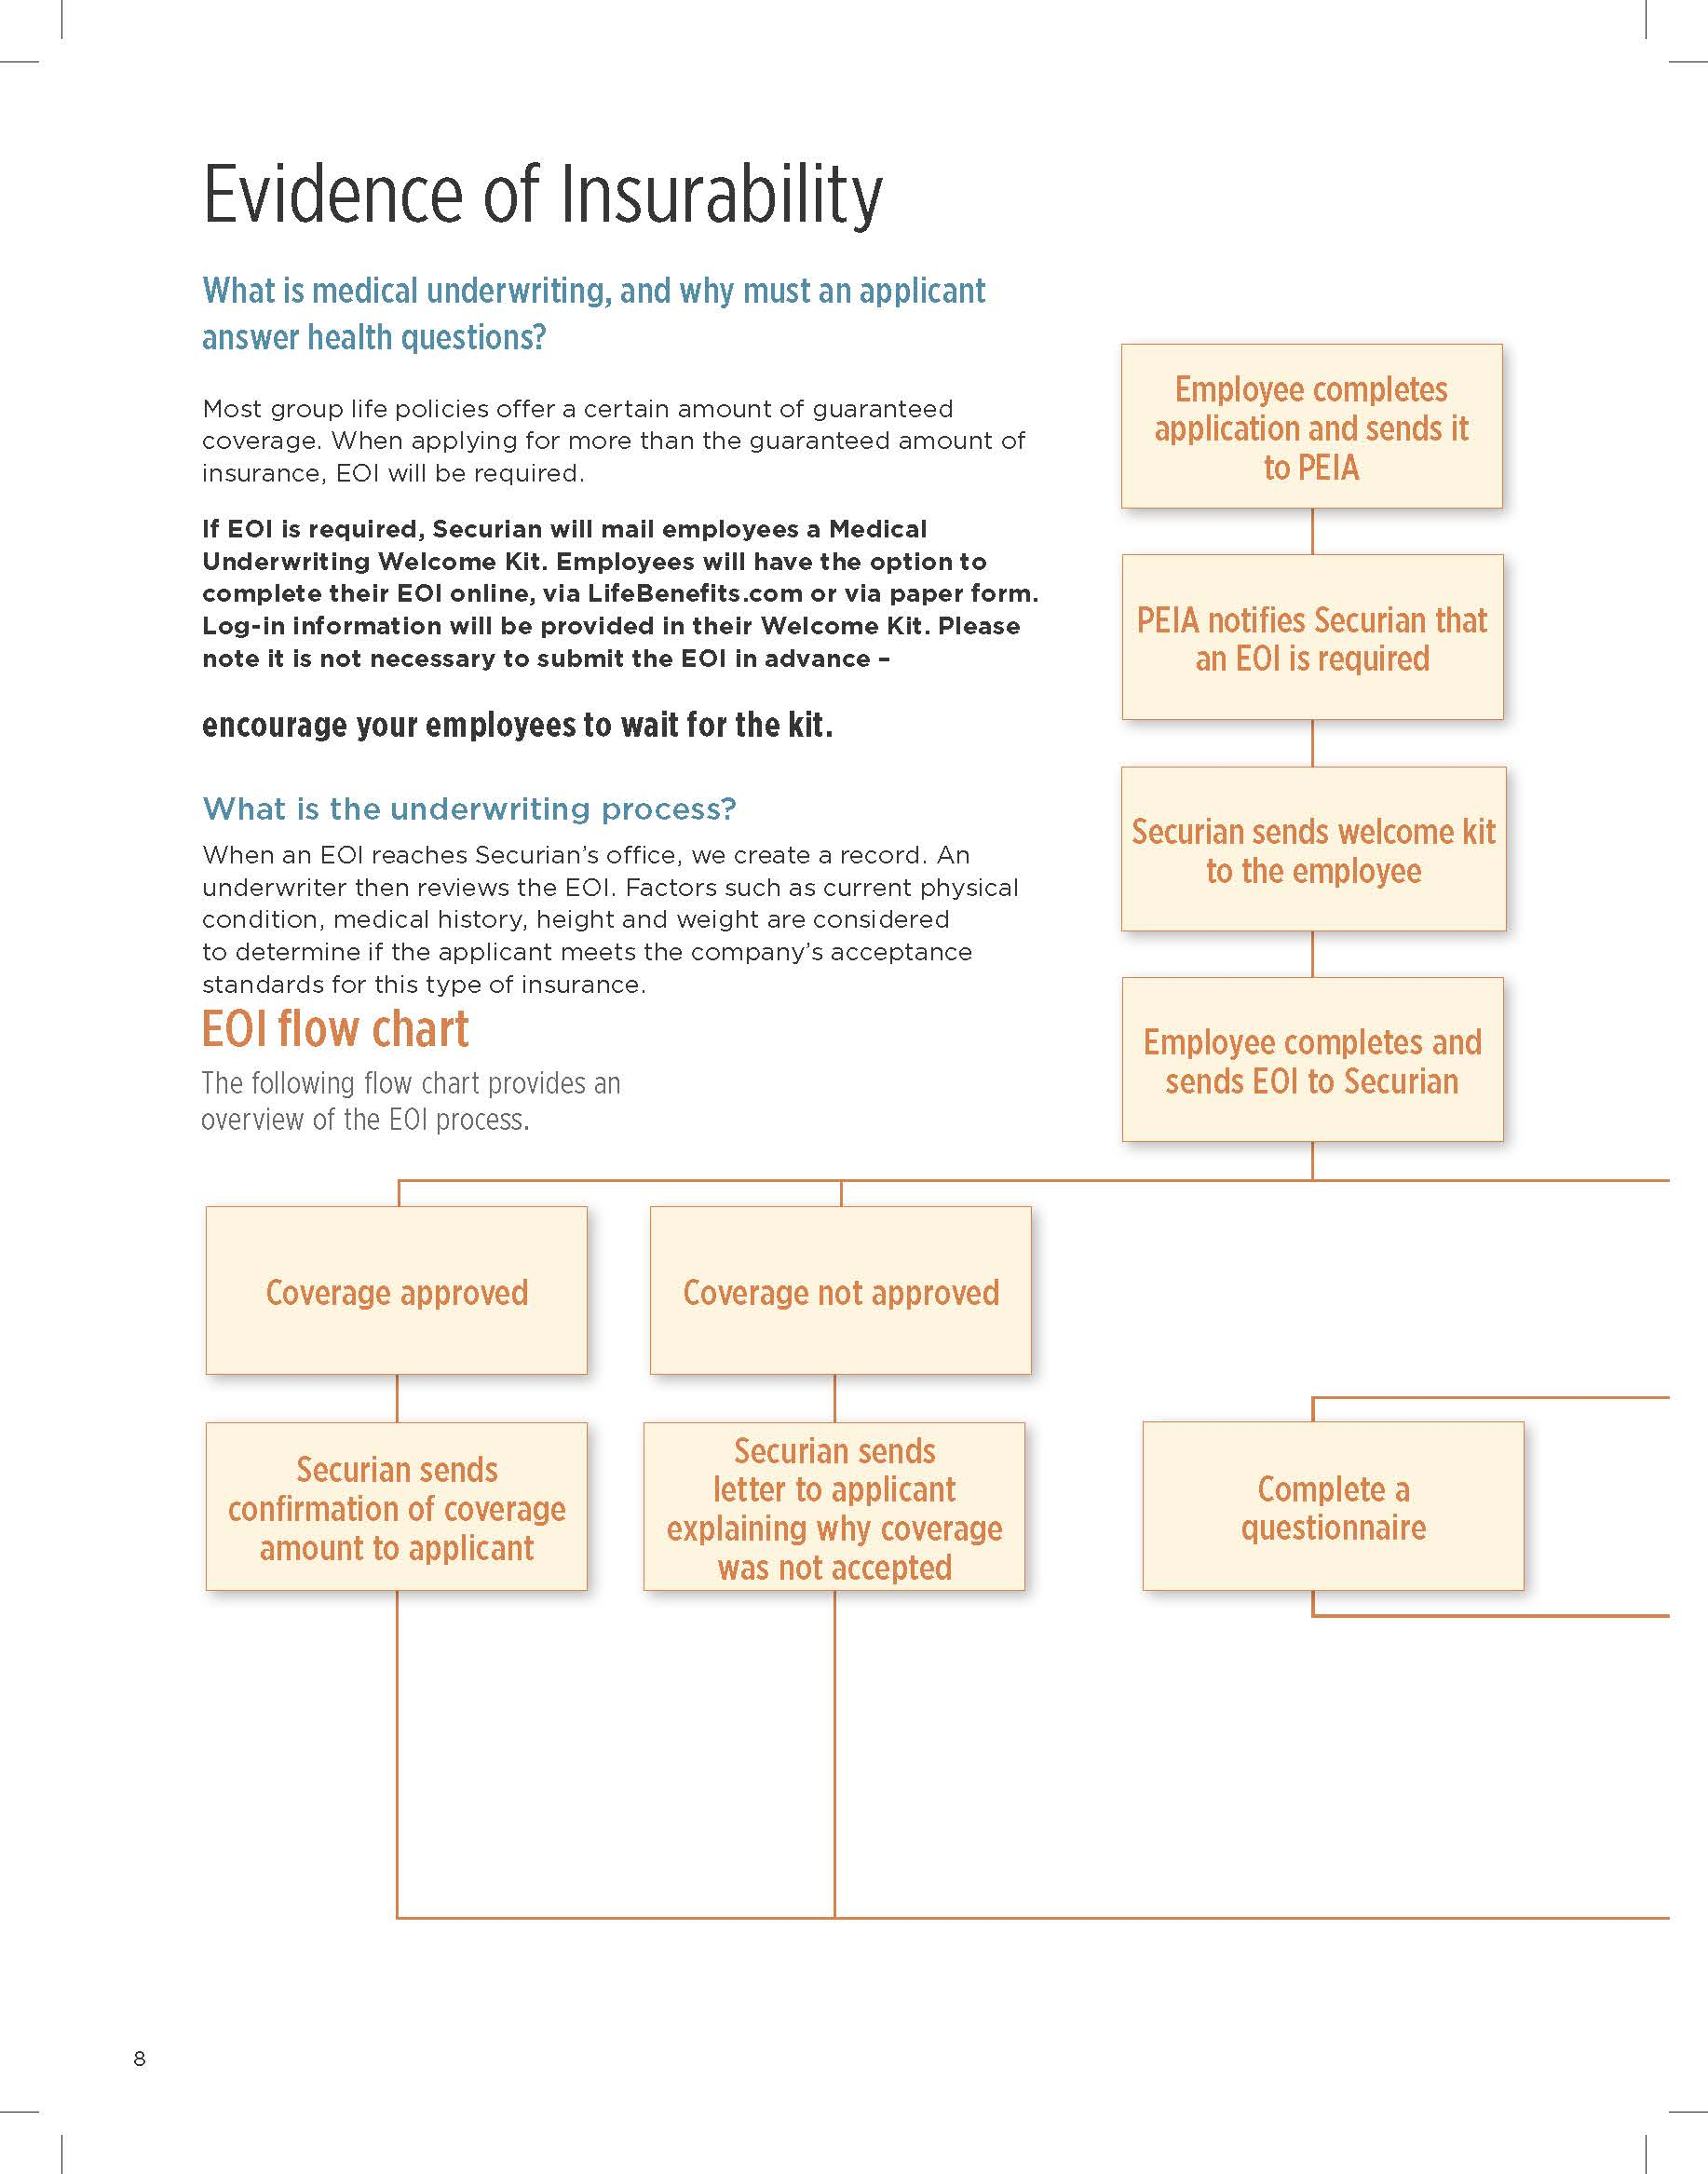 Evidence of Insurability
What is medical underwriting, and why must an applicant
answer health questions?
Most group life policies offer a certain amount of guaranteed
coverage. When applying for more than the guaranteed amount of
insurance, EOI will be required.
If EOI is required, Securian will mail employees a Medical
Underwriting Welcome Kit. Employees will have the option to
complete their EOI online, via LifeBenefits.com or via paper form.
Log-in information will be provided in their Welcome Kit. Please
note it is not necessary to submit the EOI in advance –
encourage your employees to wait for the kit.
What is the underwriting process?
When an EOI reaches Securian’s office, we create a record. An
underwriter then reviews the EOI. Factors such as current physical
condition, medical history, height and weight are considered
to determine if the applicant meets the company’s acceptance
standards for this type of insurance.
EOI flow chart
The following flow chart provides an
overview of the EOI process.
Employee completes
application and sends it
to PEIA
PEIA notifies Securian that
an EOI is required
Securian sends welcome kit
to the employee
Employee completes and
sends EOI to Securian
Coverage approved
Coverage not approved
Securian sends
confirmation of coverage
amount to applicant
Securian sends
letter to applicant
explaining why coverage
was not accepted
Complete a
questionnaire
8